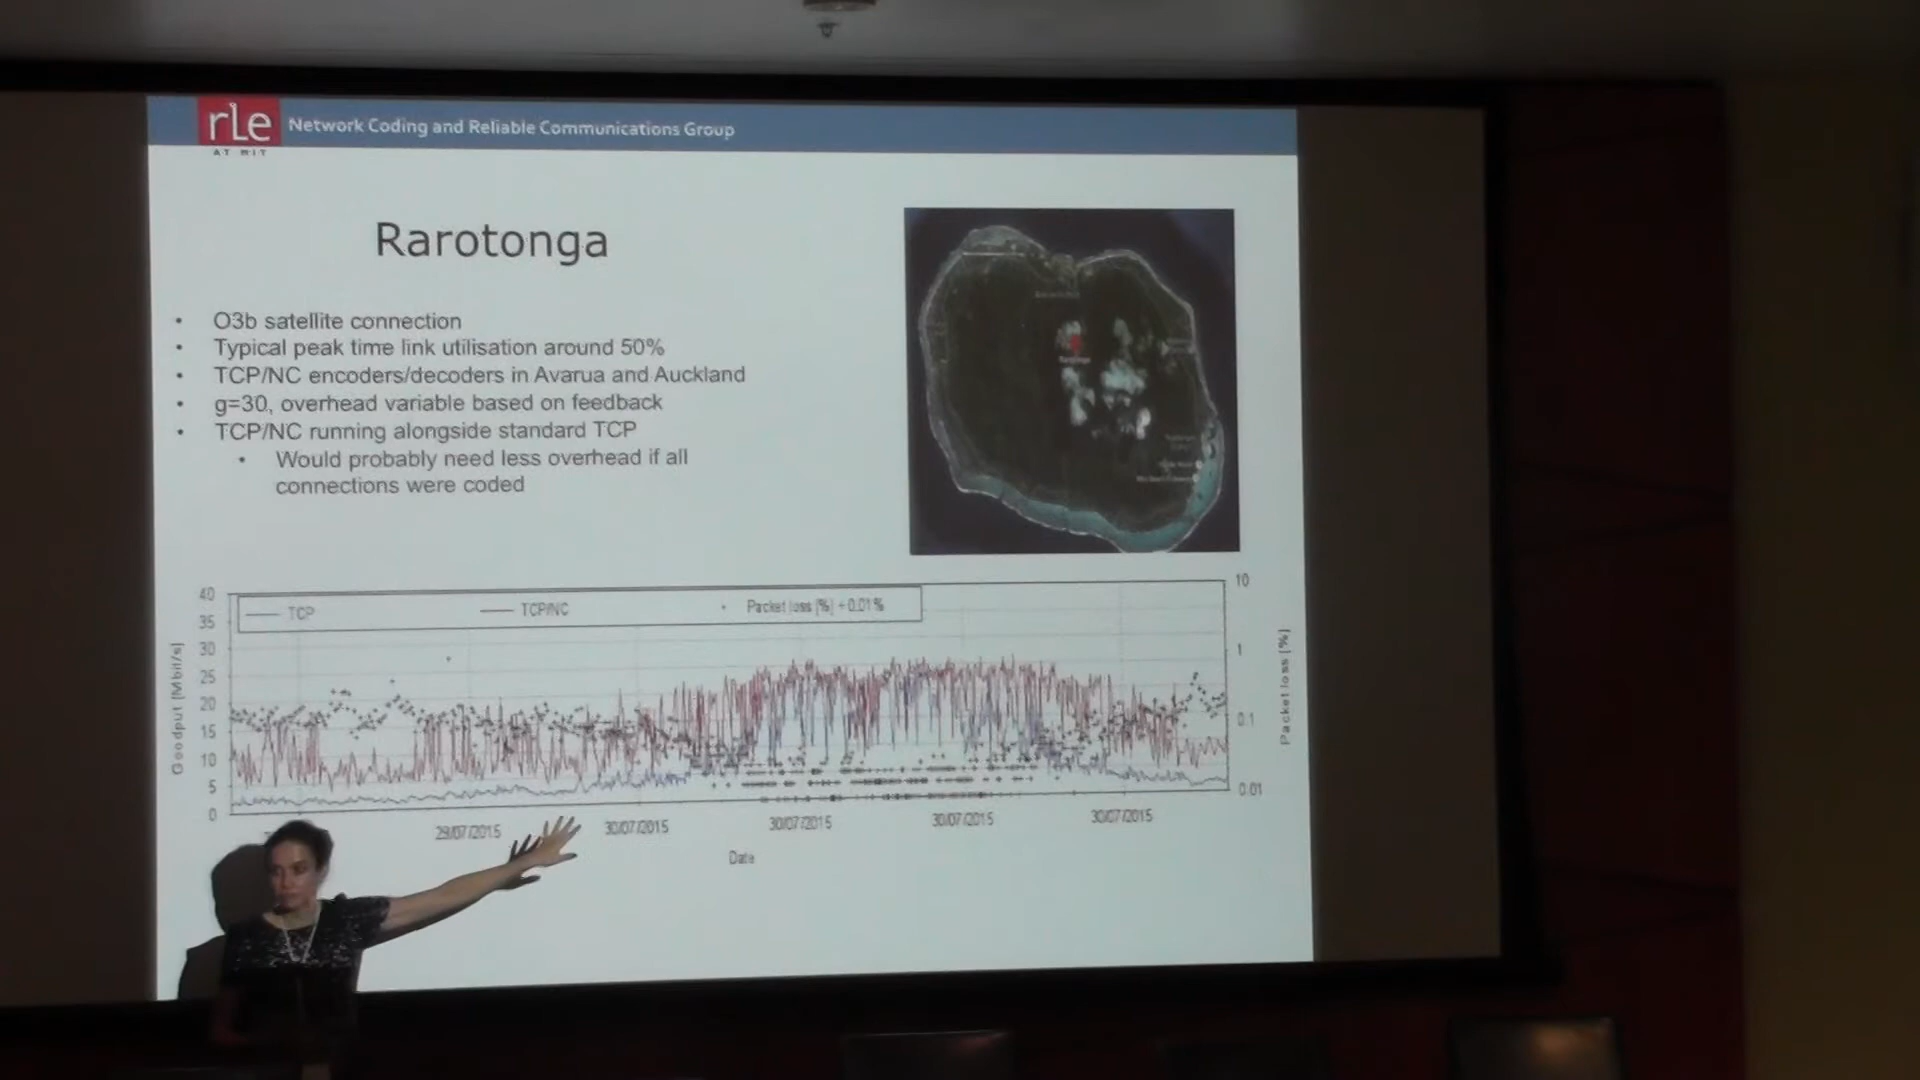 rLe
AT MIT
Network Coding and Reliable Communications Group
Rarotonga
• O3b satellite connection
• Typical peak time link utilisation around 50%
• TCP/NC encoders/decoders in Avarua and Auckland
• g=30, overhead variable based on feedback
• TCP/NC running alongside standard TCP
• Would probably need less overhead if all
connections were coded
TCP TCP/NC Packet loss [%] + 0.01%
40
35
30
25
20
15
10
5
0
Goodput [Mbit/s]
10
1
0.1
0.01
Packet loss [%]
29/07/2015 30/07/2015 30/07/2015 30/07/2015 30/07/2015
Date